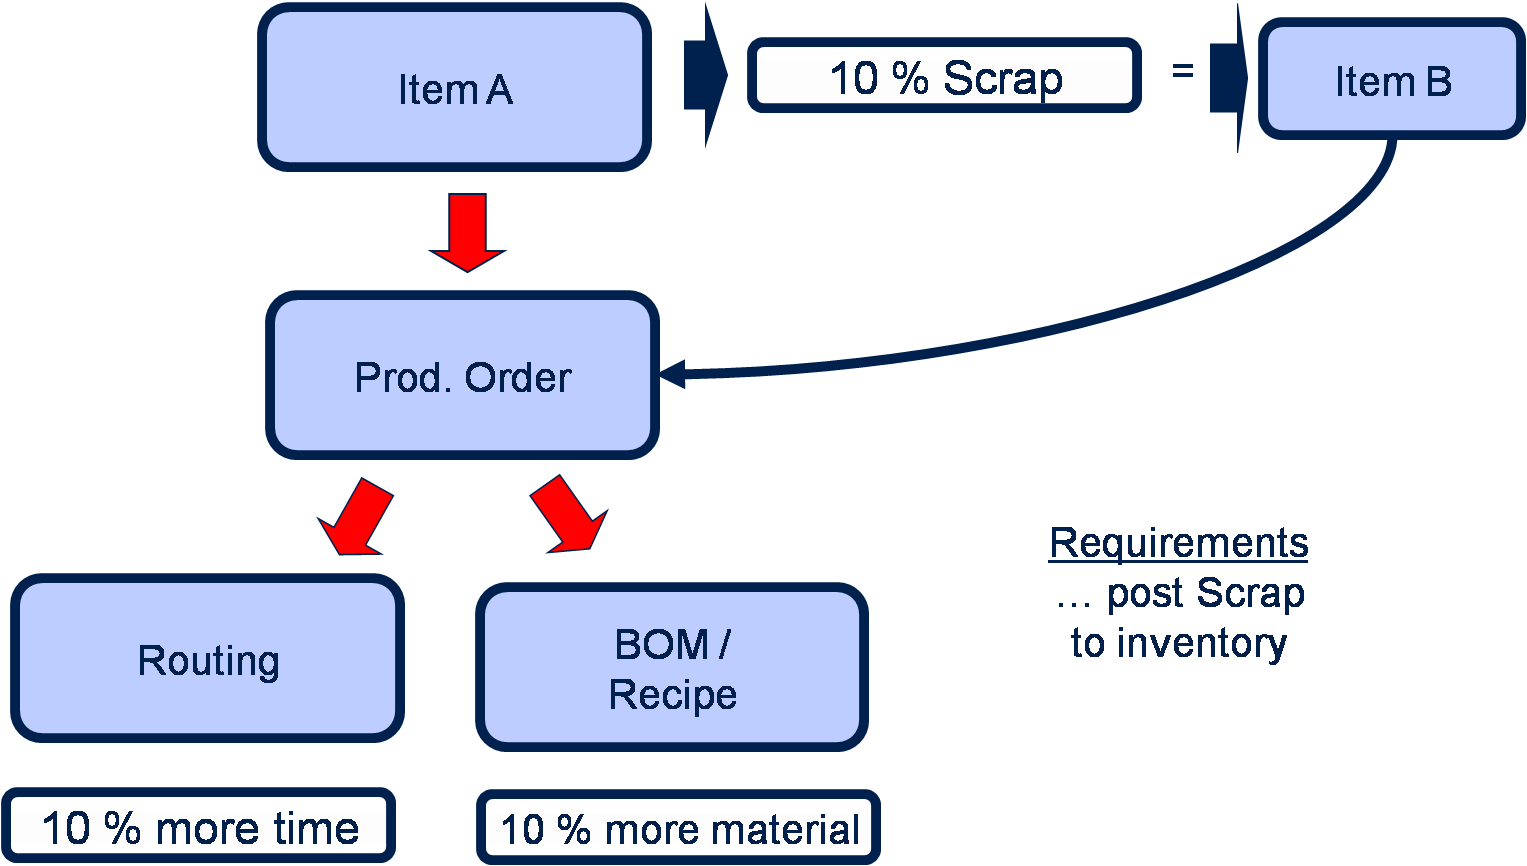 Item A
10 % Scrap
=
Item B
Prod. Order
Routing
BOM /
Recipe
Requirements
... post Scrap
to inventory
10 % more time
10 % more material